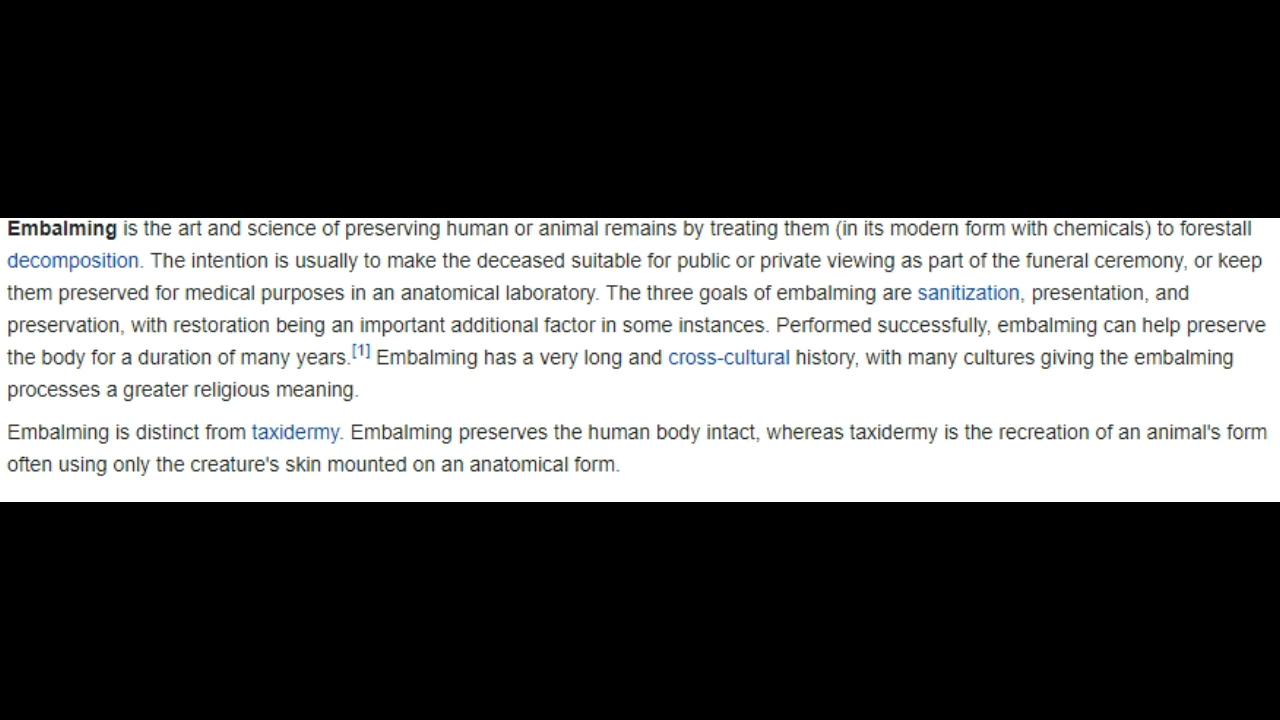 Embalming is the art and science of preserving human or animal remains by treating them (in its modern form with chemicals) to forestall
decomposition. The intention is usually to make the deceased suitable for public or private viewing as part of the funeral ceremony, or keep
them preserved for medical purposes in an anatomical laboratory. The three goals of embalming are sanitization, presentation, and
preservation, with restoration being an important additional factor in some instances. Performed successfully, embalming can help preserve
the body for a duration of many years.[1] Embalming has a very long and cross-cultural history, with many cultures giving the embalming
processes a greater religious meaning.
Embalming is distinct from taxidermy. Embalming preserves the human body intact, whereas taxidermy is the recreation of an animal's form
often using only the creature's skin mounted on an anatomical form.